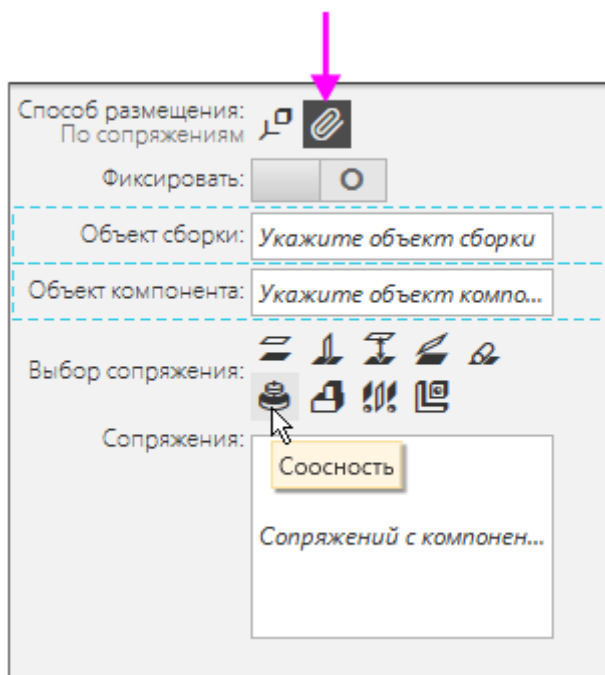 Способ размещения:
По сопряжениям
Фиксировать:
Объект сборки: Укажите объект сборки
Объект компонента: Укажите объект компо...
Выбор сопряжения:
Сопряжения:
Соосность
Сопряжений с компонен...